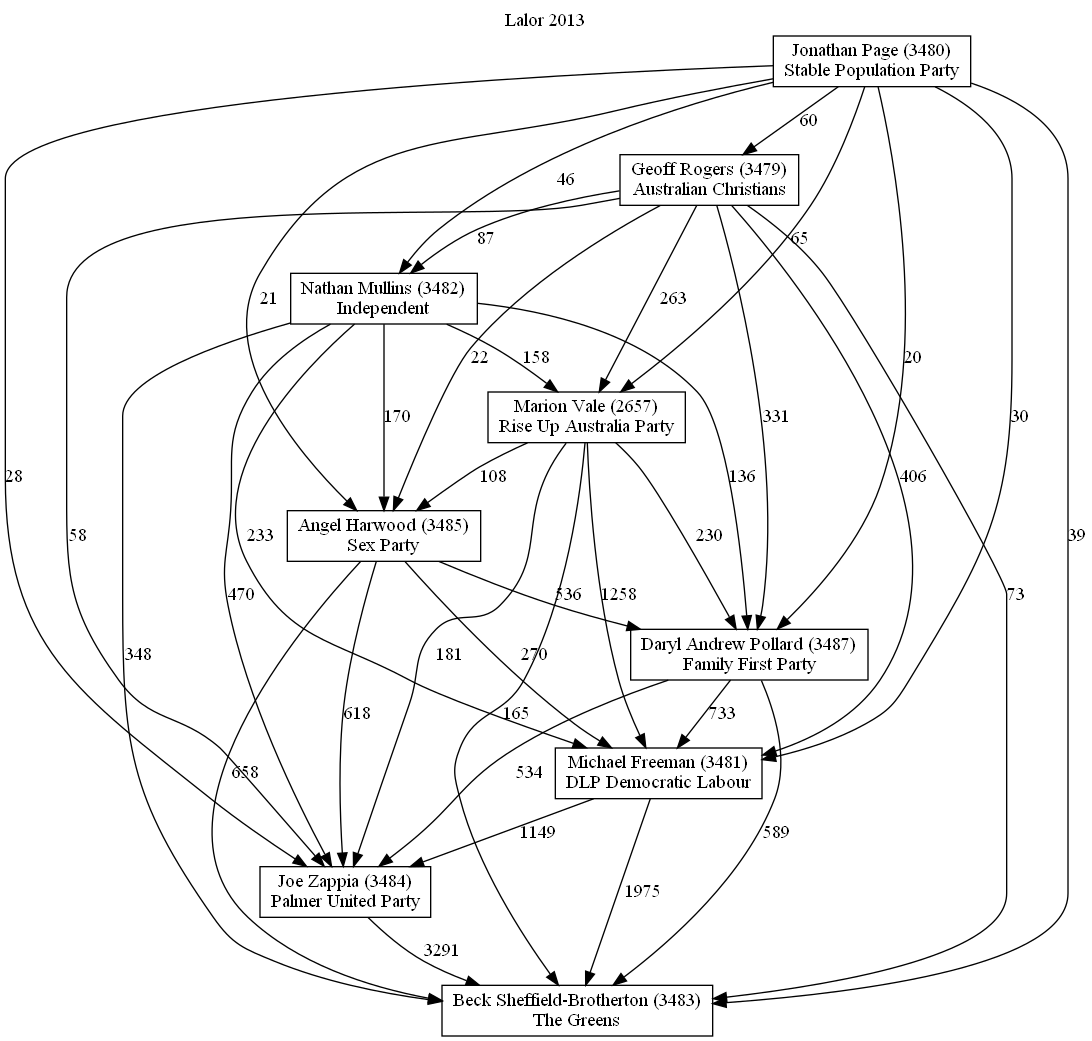 Lalor 2013
Jonathan Page (3480)
Stable Population Party
60
Geoff Rogers (3479)
Australian Christians
46
87
65
Nathan Mullins (3482)
Independent
21
263
22
158
20
Marion Vale (2657)
Rise Up Australia Party
170
331
30
108
136
406
28
Angel Harwood (3485)
Sex Party
58
233
230
39
470
536
1258
73
Daryl Andrew Pollard (3487)
Family First Party
348
181
270
618
165
733
Michael Freeman (3481)
DLP Democratic Labour
658
534
1149
589
Joe Zappia (3484)
Palmer United Party
1975
3291
Beck Sheffield-Brotherton (3483)
The Greens